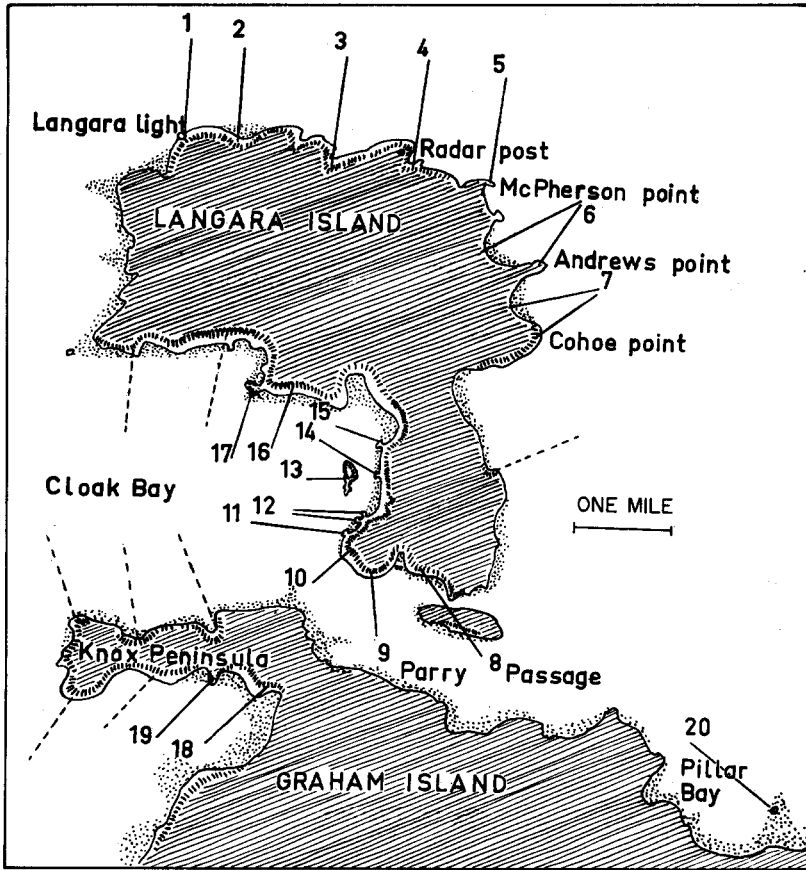 1
2
3
4
5
Langara light
Radar post
McPherson point
6
LANGARA ISLAND
Andrews point
7
Cohoe point
15
14
17
16
13
Cloak Bay
ONE MILE
11
12
10
Knox Peninsula
9
Parry
8
Passage
19
18
20
Pillar
Bay
GRAHAM ISLAND